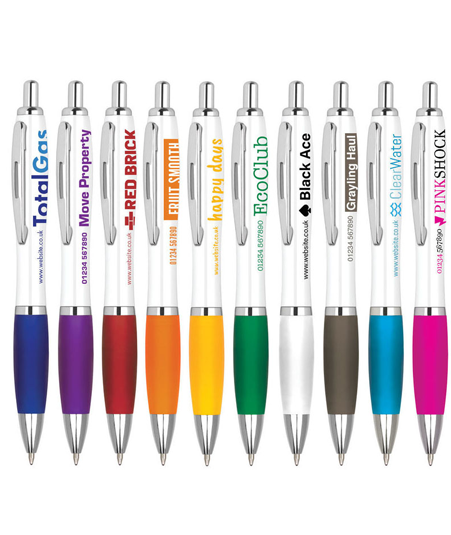 TotalGas
www.website.co.uk
Move Property
01234 567890
RED BRICK
www.website.co.uk
FRUIT SMOOTH
01234 567890
happy days
www.website.co.uk
EcoClub
01234 567890
Black Ace
www.website.co.uk
Grayling Haul
01234 567890
ClearWater
www.website.co.uk
PINKSHOCK
01234 567890